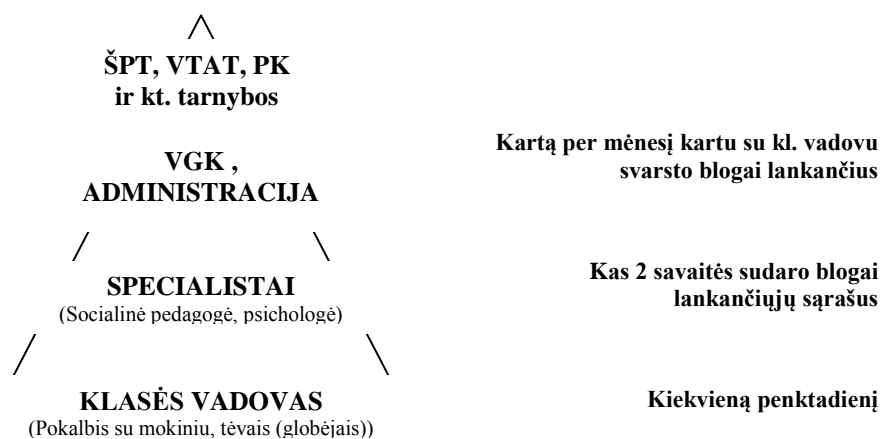 ŠPT, VTAT, PK
ir kt. tarnybos
VGK ,
ADMINISTRACIJA
Kartą per mėnesį kartu su kl. vadovu
svarsto blogai lankančius
SPECIALISTAI
(Socialinė pedagogė, psichologė)
Kas 2 savaitės sudaro blogai
lankančiųjų sąrašus
KLASĖS VADOVAS
(Pokalbis su mokiniu, tėvais (globėjais))
Kiekvieną penktadienį